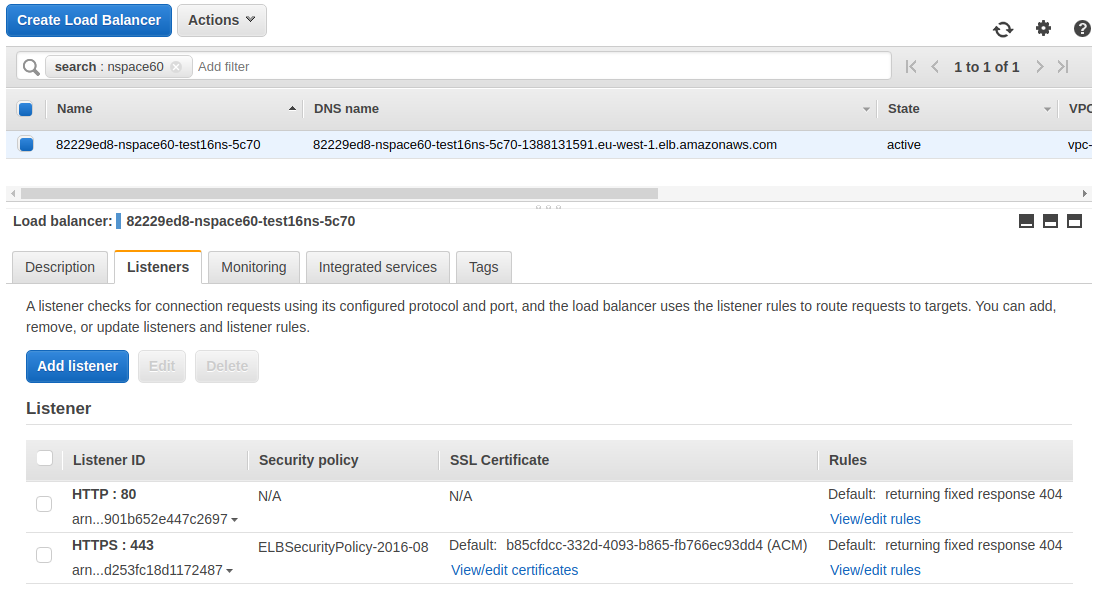 Create Load Balancer Actions
search : nspace60 Add filter 1 to 1 of 1
Name DNS name State VPC
82229ed8-nspace60-test16ns-5c70 82229ed8-nspace60-test16ns-5c70-1388131591.eu-west-1.elb.amazonaws.com active vpc-
Load balancer: 82229ed8-nspace60-test16ns-5c70
Description Listeners Monitoring Integrated services Tags
A listener checks for connection requests using its configured protocol and port, and the load balancer uses the listener rules to route requests to targets. You can add,
remove, or update listeners and listener rules.
Add listener Edit Delete
Listener
Listener ID Security policy SSL Certificate Rules
HTTP : 80 N/A N/A Default: returning fixed response 404
arn...901b652e447c2697 View/edit rules
HTTPS : 443 ELBSecurityPolicy-2016-08 Default: b85cfdcc-332d-4093-b865-fb766ec93dd4 (ACM) Default: returning fixed response 404
arn...d253fc18d1172487 View/edit certificates View/edit rules